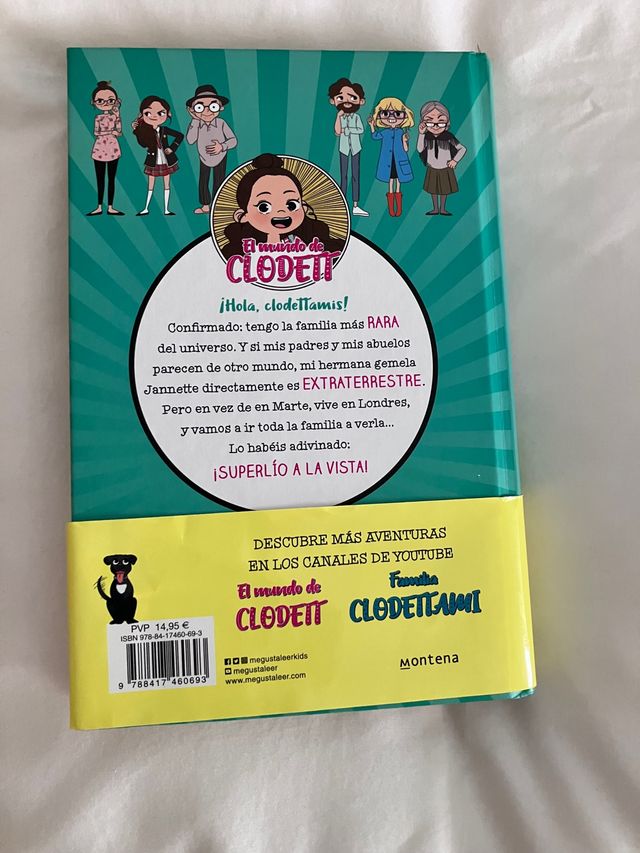 El mundo de
CLODETT
¡Hola, clodettamis!
Confirmado: tengo la familia más RARA
del universo. Y si mis padres y mis abuelos
parecen de otro mundo, mi hermana gemela
Jannette directamente es EXTRATERRESTRE.
Pero en vez de en Marte, vive en Londres,
y vamos a ir toda la familia a verla...
Lo habéis adivinado:
¡SUPERLÍO A LA VISTA!
DESCUBRE MÁS AVENTURAS
EN LOS CANALES DE YOUTUBE
El mundo de
CLODETT
Familia
CLODETTAMI
PVP 14,95 €
ISBN 978-84-17460-69-3
9 788417 460693
megustaleerkids
megustaleer
www.megustaleer.com
Montena